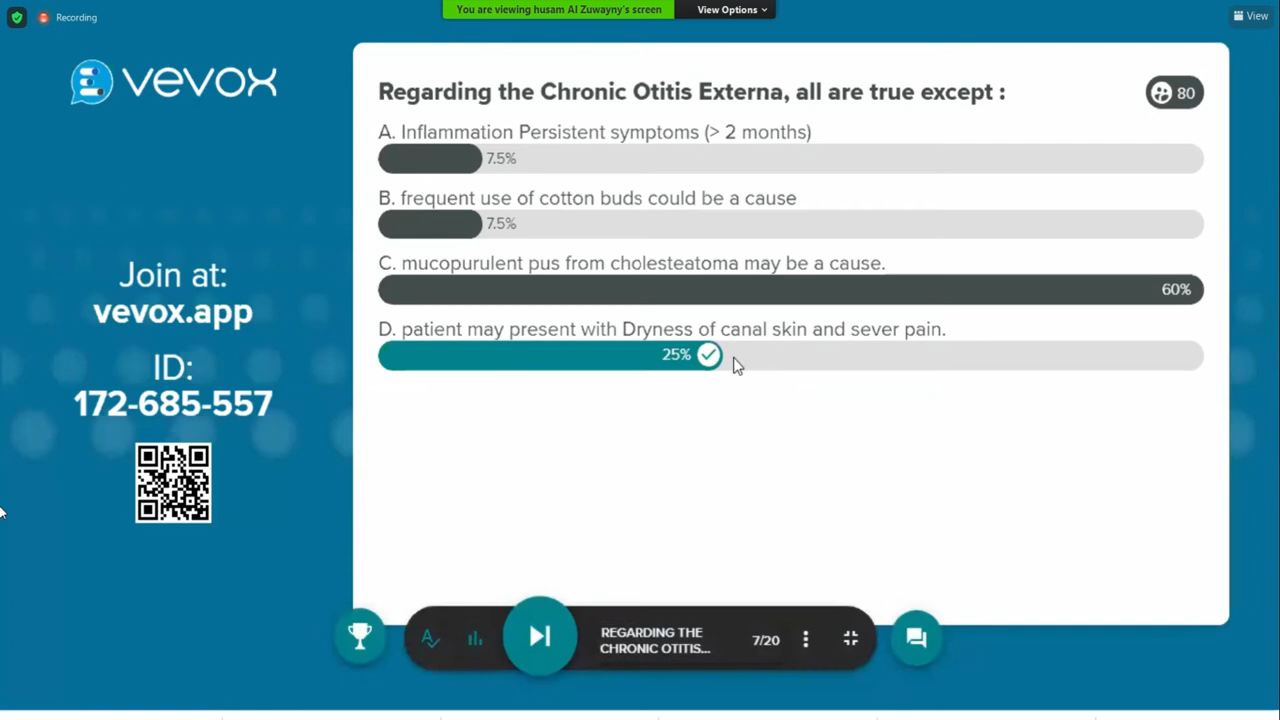 Recording
You are viewing husam Al Zuwayny's screen
View Options
View
vevox
Join at:
vevox.app
ID:
172-685-557
Regarding the Chronic Otitis Externa, all are true except :
80
A. Inflammation Persistent symptoms (> 2 months)
7.5%
B. frequent use of cotton buds could be a cause
7.5%
C. mucopurulent pus from cholesteatoma may be a cause.
60%
D. patient may present with Dryness of canal skin and sever pain.
25%
REGARDING THE
CHRONIC OTITIS...
7/20